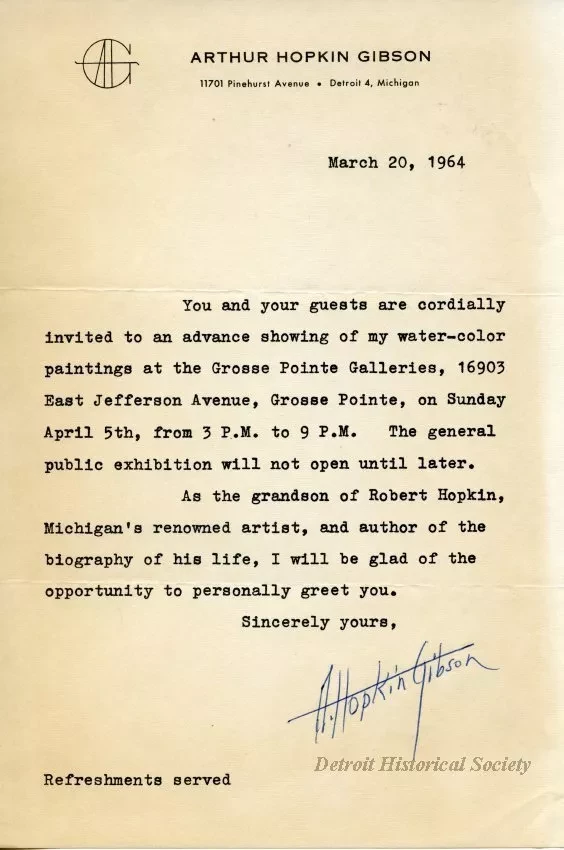 AHG
ARTHUR HOPKIN GIBSON
11701 Pinehurst Avenue • Detroit 4, Michigan
March 20, 1964
You and your guests are cordially
invited to an advance showing of my water-color
paintings at the Grosse Pointe Galleries, 16903
East Jefferson Avenue, Grosse Pointe, on Sunday
April 5th, from 3 P.M. to 9 P.M. The general
public exhibition will not open until later.
As the grandson of Robert Hopkin,
Michigan's renowned artist, and author of the
biography of his life, I will be glad of the
opportunity to personally greet you.
Sincerely yours,
A. Hopkin Gibson
Detroit Historical Society
Refreshments served